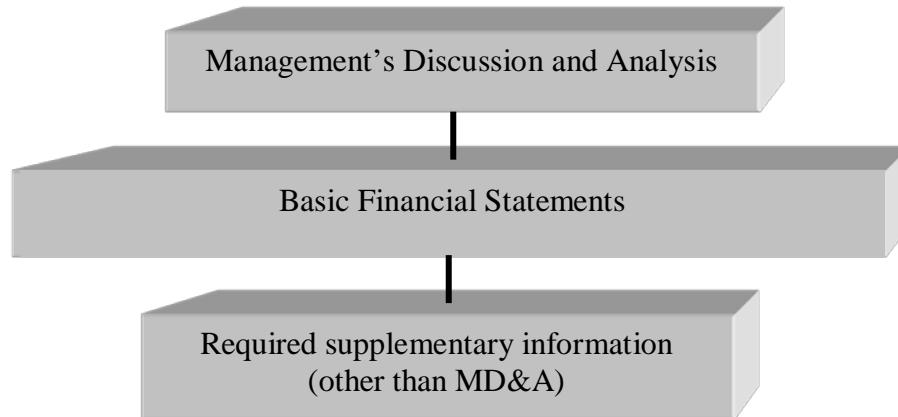 Management’s Discussion and Analysis
Basic Financial Statements
Required supplementary information
(other than MD&A)